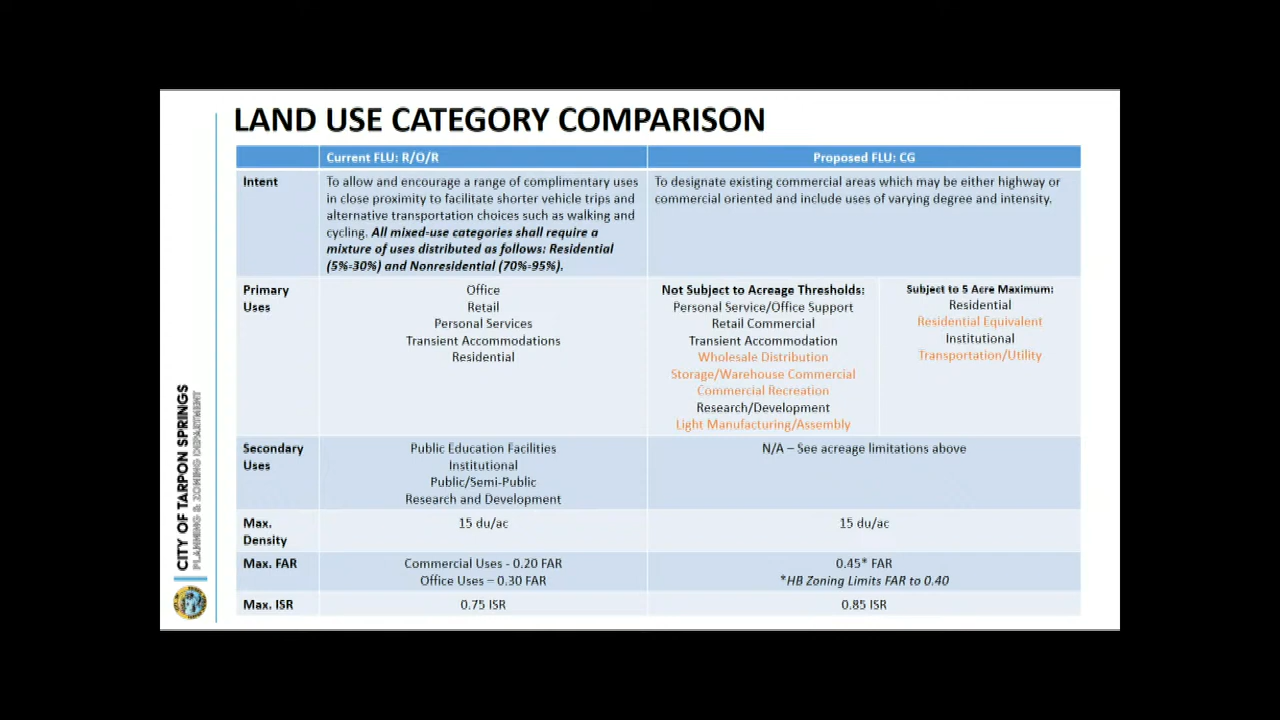 LAND USE CATEGORY COMPARISON
Current FLU: R/O/R
Proposed FLU: CG
Intent
To allow and encourage a range of complimentary uses
in close proximity to facilitate shorter vehicle trips and
alternative transportation choices such as walking and
cycling. All mixed-use categories shall require a
mixture of uses distributed as follows: Residential
(5%-30%) and Nonresidential (70%-95%).
To designate existing commercial areas which may be either highway or
commercial oriented and include uses of varying degree and intensity.
Primary
Uses
Office
Retail
Personal Services
Transient Accommodations
Residential
Not Subject to Acreage Thresholds:
Personal Service/Office Support
Retail Commercial
Transient Accommodation
Wholesale Distribution
Storage/Warehouse Commercial
Commercial Recreation
Research/Development
Light Manufacturing/Assembly
Subject to 5 Acre Maximum:
Residential
Residential Equivalent
Institutional
Transportation/Utility
Secondary
Uses
Public Education Facilities
Institutional
Public/Semi-Public
Research and Development
N/A – See acreage limitations above
Max.
Density
15 du/ac
15 du/ac
Max. FAR
Commercial Uses - 0.20 FAR
Office Uses – 0.30 FAR
0.45* FAR
*HB Zoning Limits FAR to 0.40
Max. ISR
0.75 ISR
0.85 ISR
CITY OF TARPON SPRINGS
PLANNING & ZONING DEPARTMENT